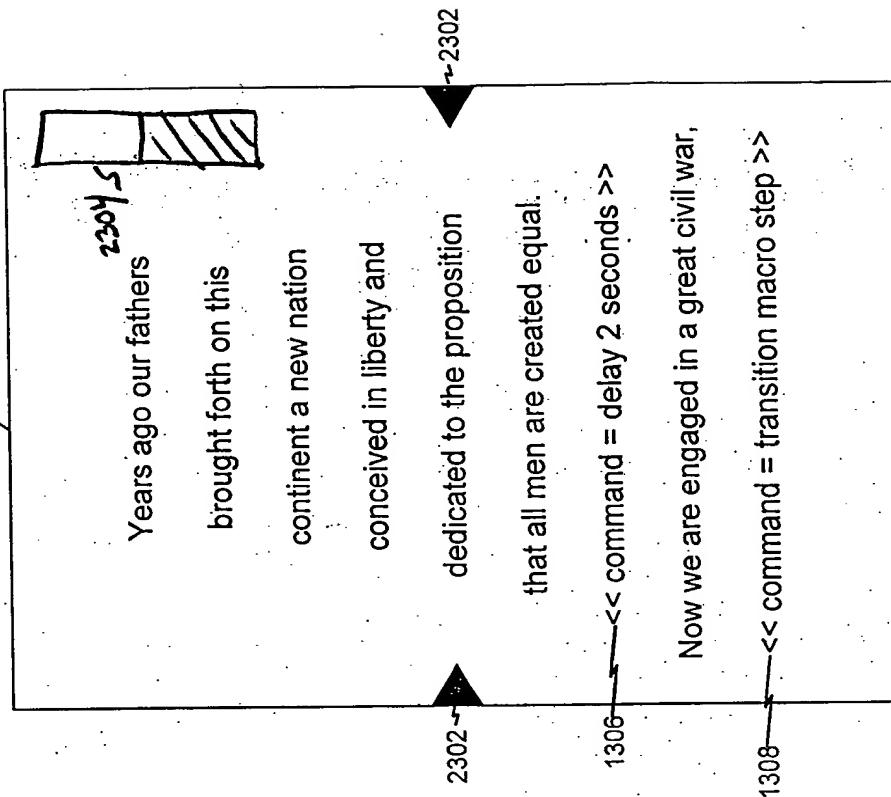 2304
Years ago our fathers
brought forth on this
continent a new nation
conceived in liberty and
dedicated to the proposition
2302
2302
that all men are created equal.
1306
<< command = delay 2 seconds >>
Now we are engaged in a great civil war,
1308
<< command = transition macro step >>